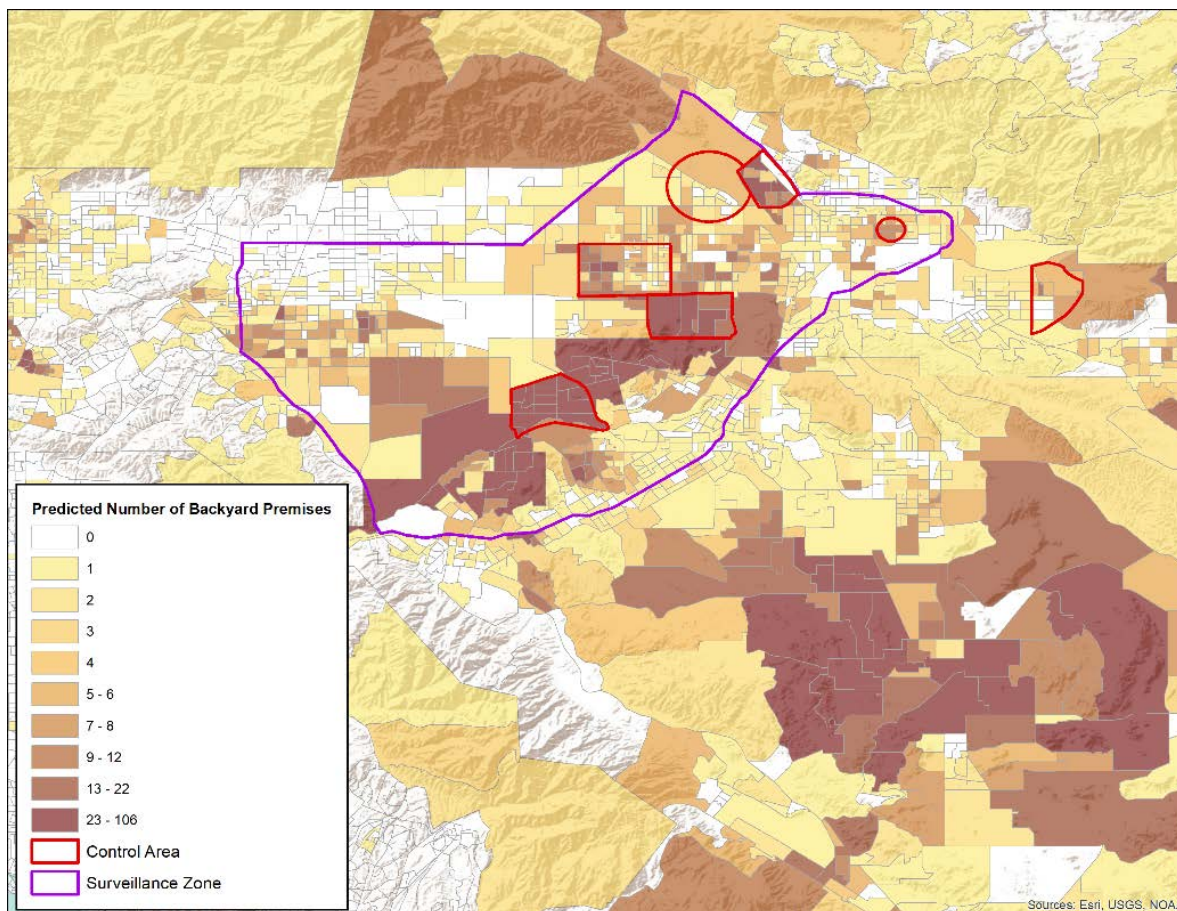 Predicted Number of Backyard Premises
0
1
2
3
4
5 - 6
7 - 8
9 - 12
13 - 22
23 - 106
Control Area
Surveillance Zone
Sources: Esri, USGS, NOA